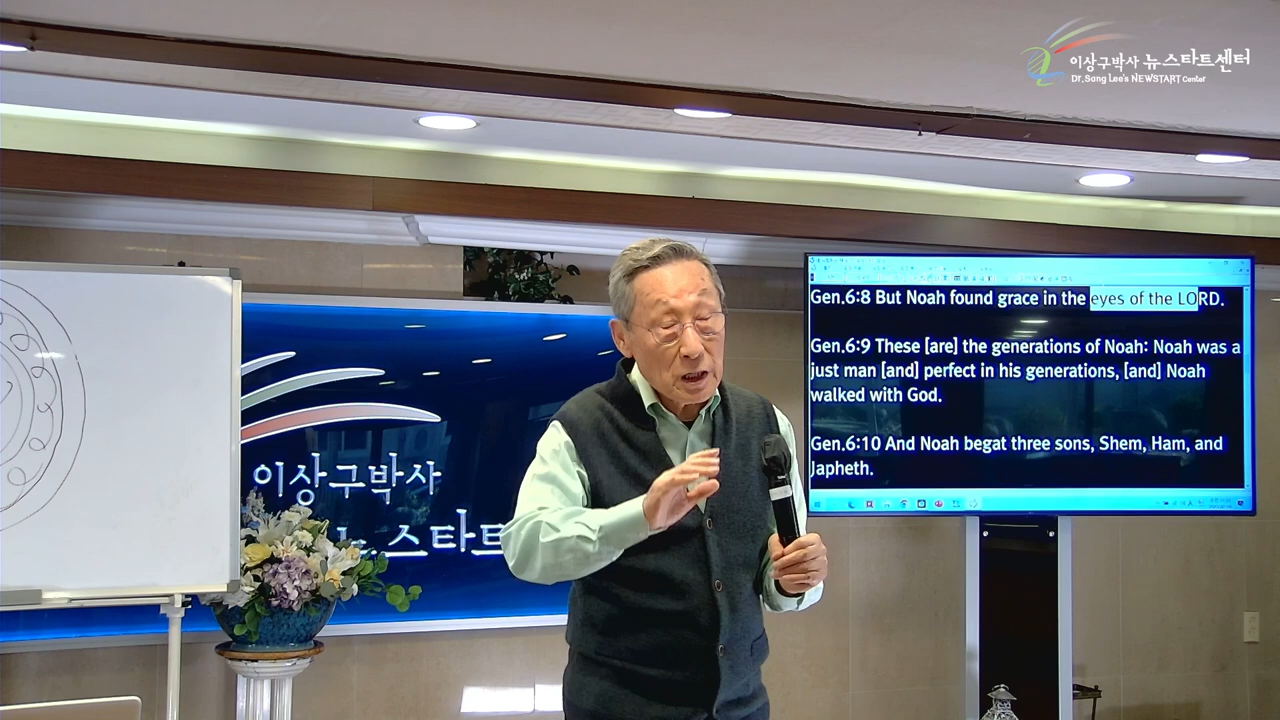 이상구박사 뉴스타트센터
Dr. Sang Lee's NEWSTART Center
Gen.6:8 But Noah found grace in the eyes of the LORD.
Gen.6:9 These [are] the generations of Noah: Noah was a
just man [and] perfect in his generations, [and] Noah
walked with God.
Gen.6:10 And Noah begat three sons, Shem, Ham, and
Japheth.
이상구박사
뉴 스타트